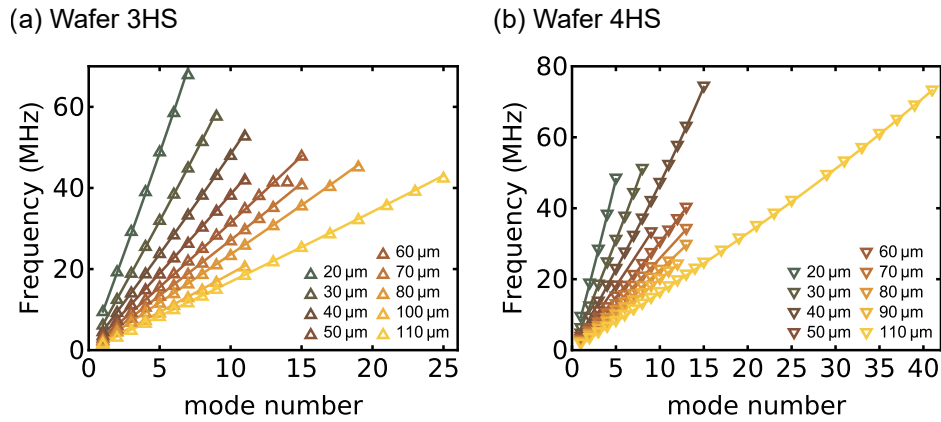 (a) Wafer 3HS
Frequency (MHz)
60
40
20
0
0 5 10 15 20 25
mode number
20 μm
30 μm
40 μm
50 μm
60 μm
70 μm
80 μm
100 μm
110 μm
(b) Wafer 4HS
Frequency (MHz)
80
60
40
20
0
0 5 10 15 20 25 30 35 40
mode number
20 μm
30 μm
40 μm
50 μm
60 μm
70 μm
80 μm
90 μm
110 μm